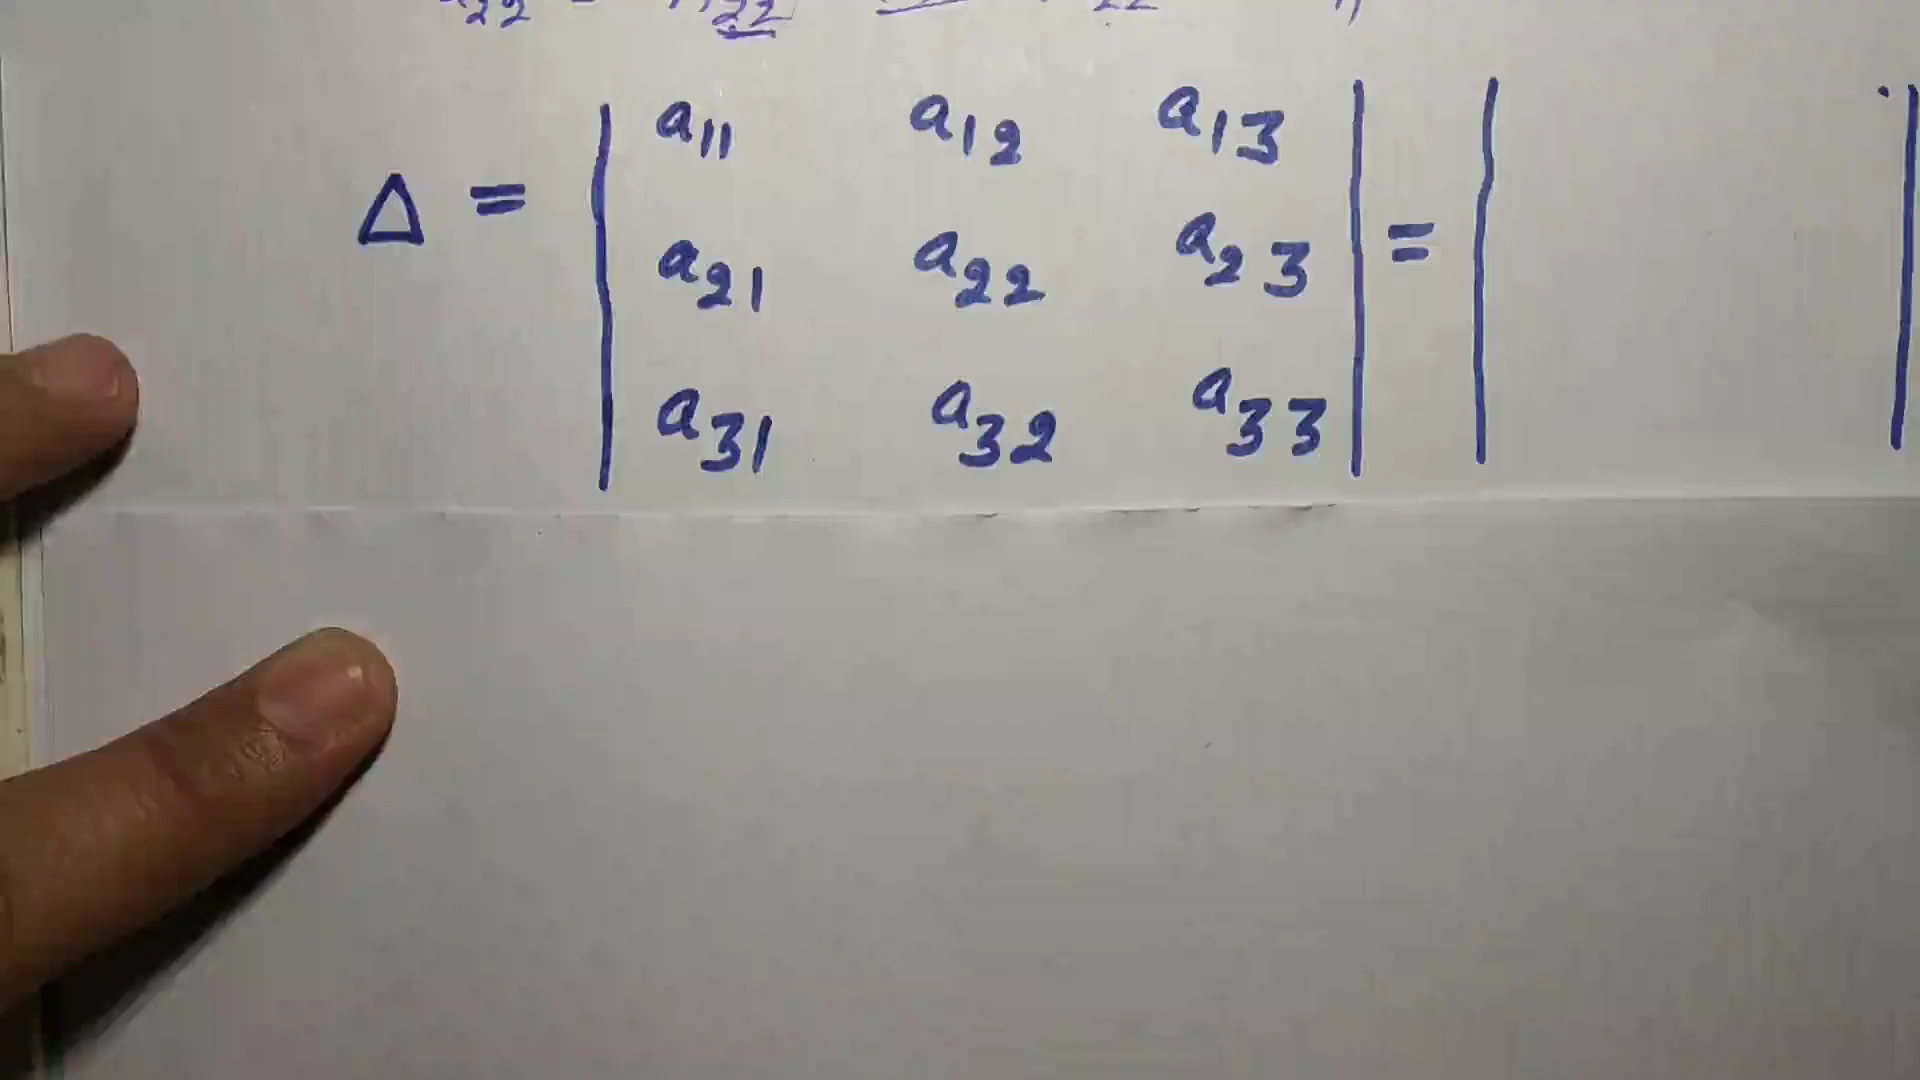 Δ = | a11 a12 a13 | = | |
a21 a22 a23
a31 a32 a33